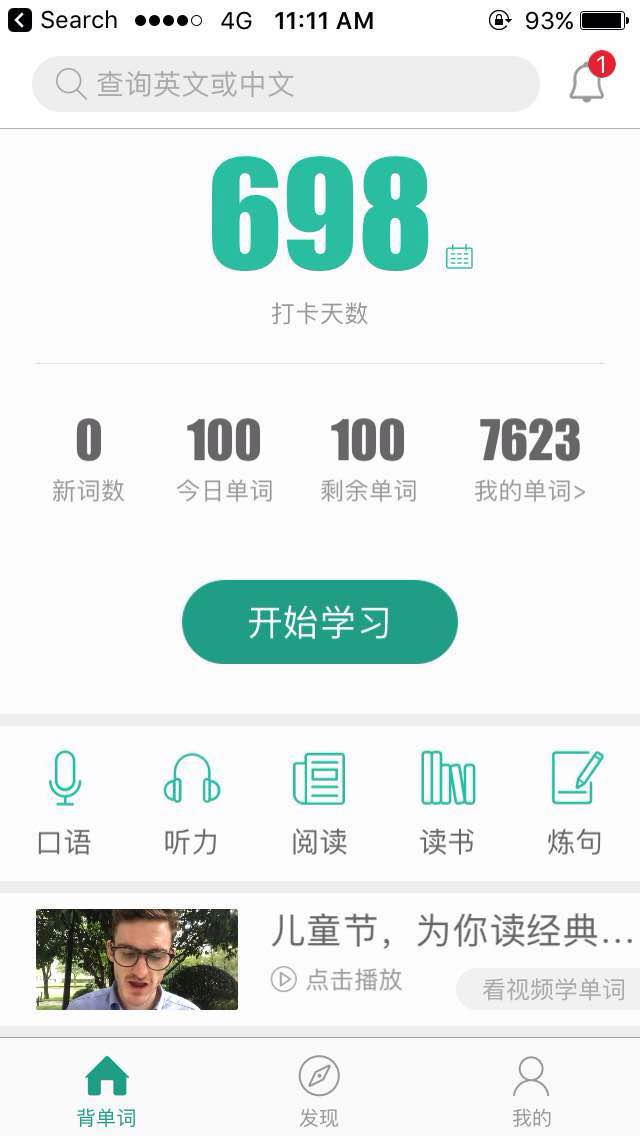 Search 4G 11:11 AM 93%
查询英文或中文 1
698
打卡天数
0 100 100 7623
新词数 今日单词 剩余单词 我的单词>
开始学习
口语 听力 阅读 读书 炼句
儿童节，为你读经典...
点击播放 看视频学单词
背单词 发现 我的